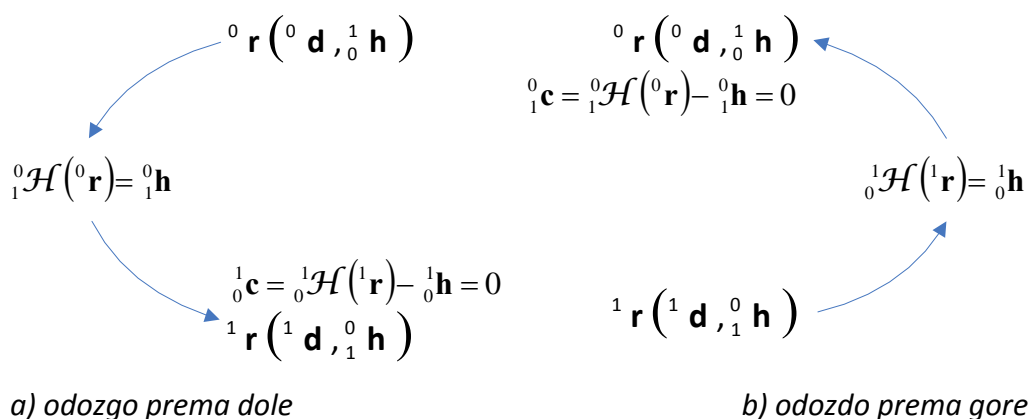 ⁰r(⁰d,¹₀h)
⁰₁ℋ(⁰r)=⁰₁h
¹₀c=¹₀ℋ(¹r)−¹₀h=0
¹r(¹d,⁰₁h)
a) odozgo prema dole
⁰r(⁰d,¹₀h)
⁰₁c=⁰₁ℋ(⁰r)−⁰₁h=0
¹₀ℋ(¹r)=¹₀h
¹r(¹d,⁰₁h)
b) odozdo prema gore